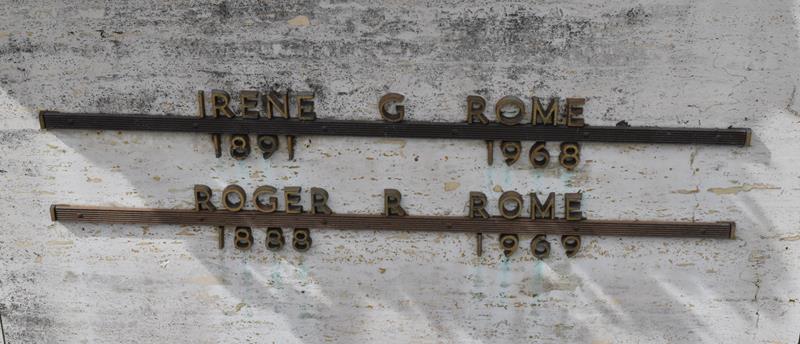 IRENE G ROME
1891 1968
ROGER R ROME
1888 1969